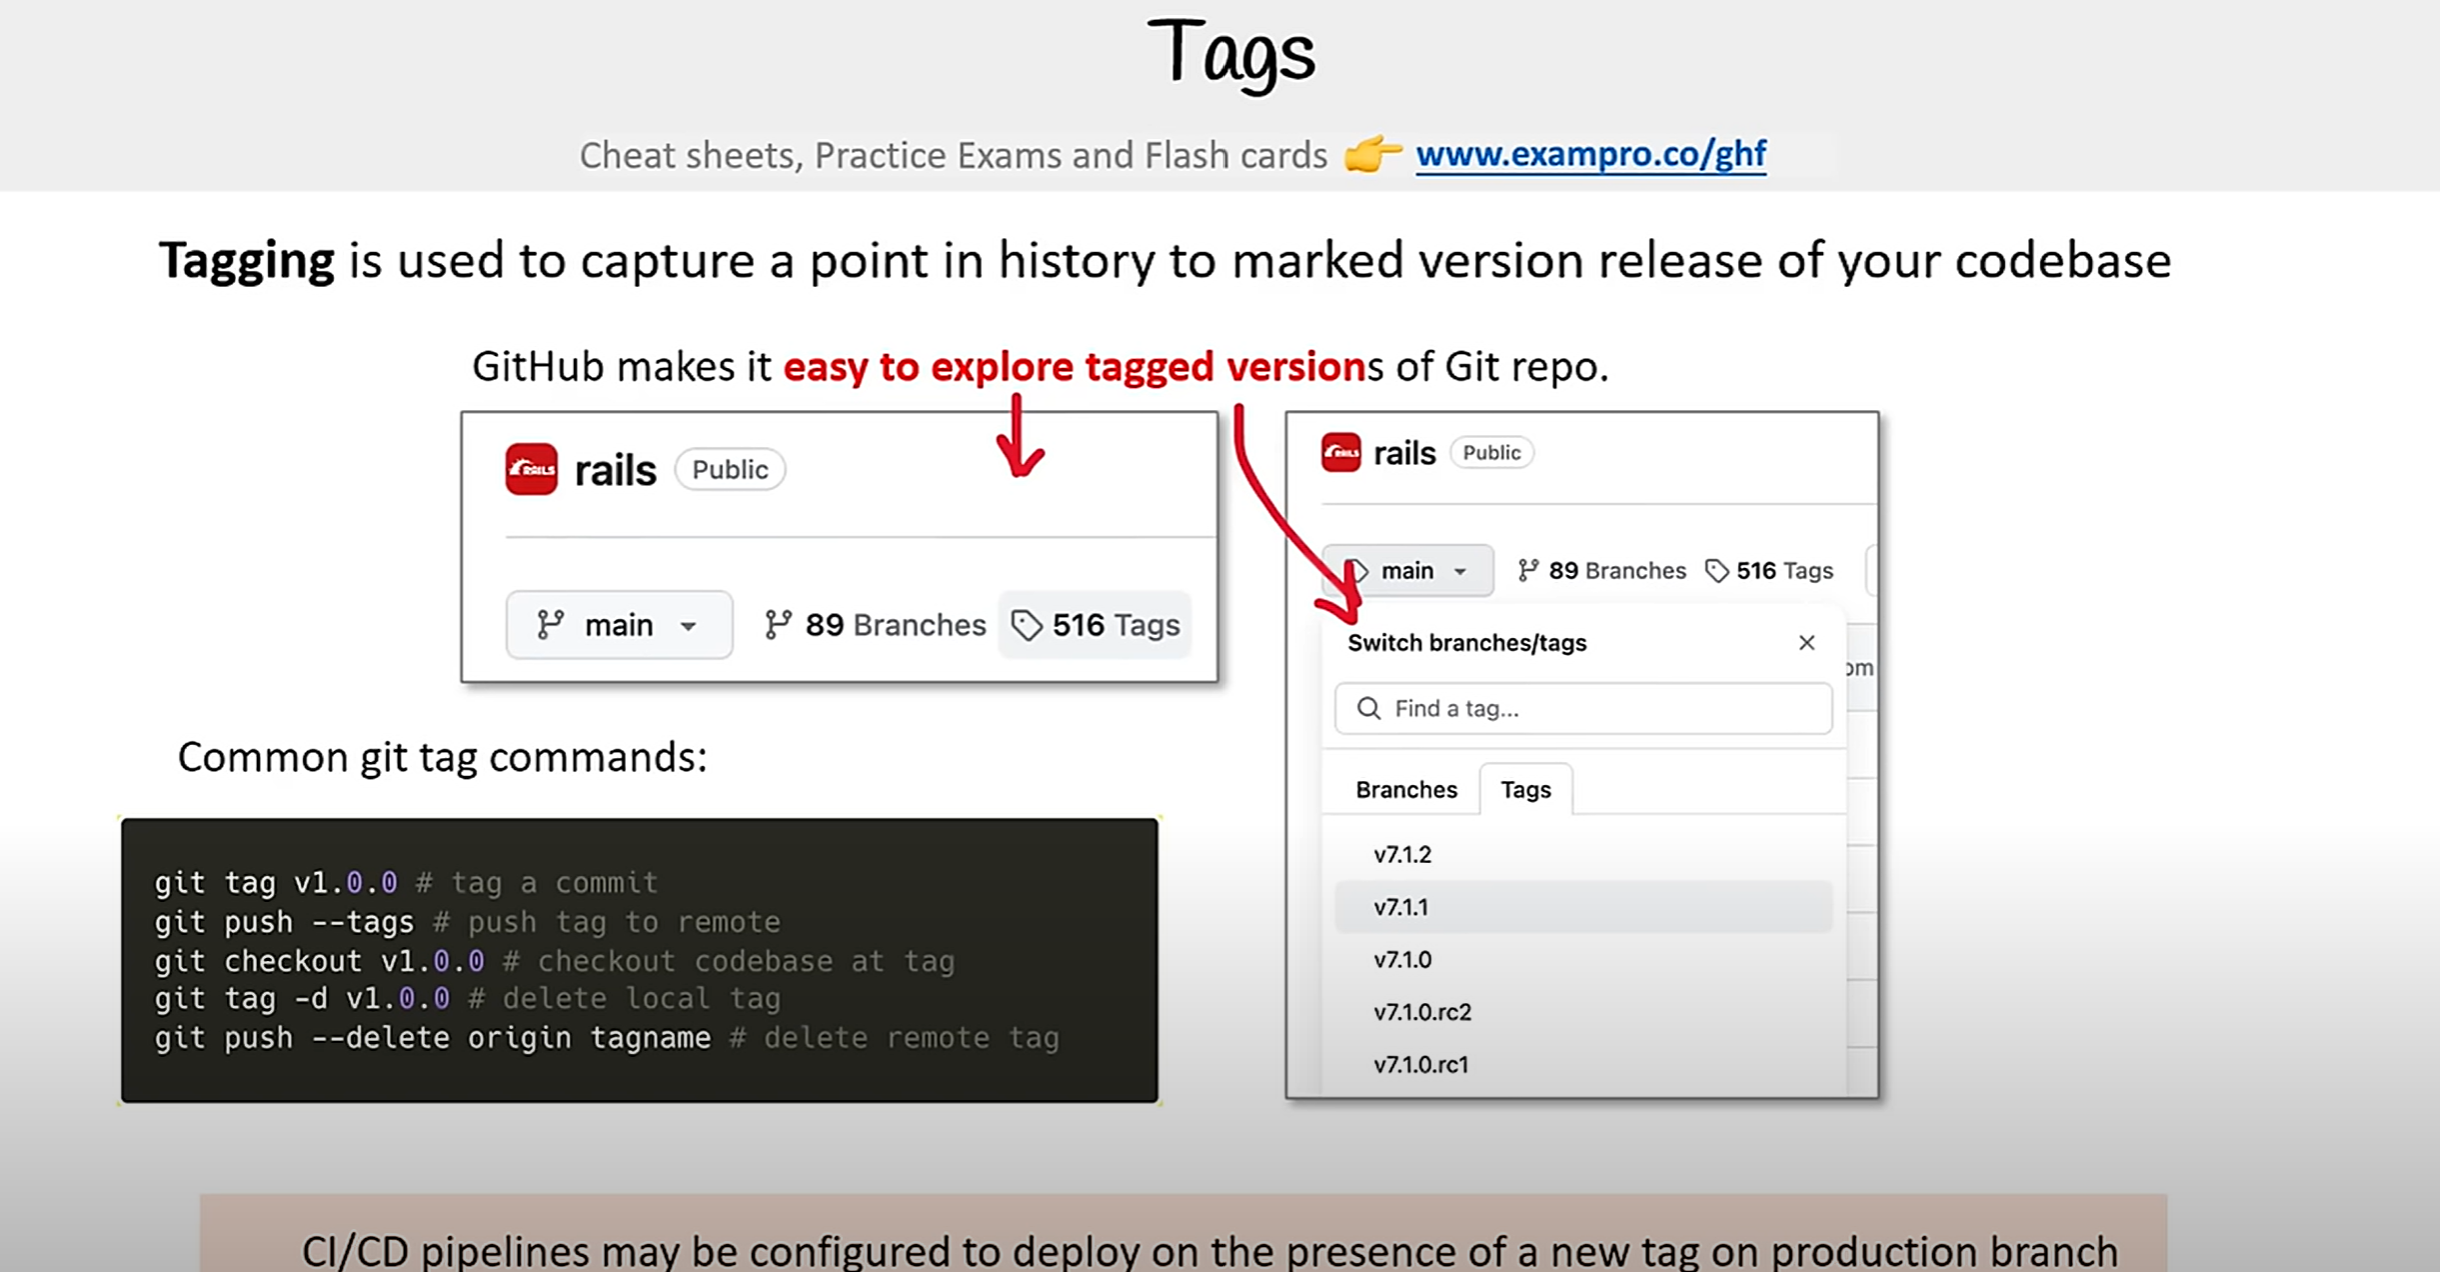 Tags
Cheat sheets, Practice Exams and Flash cards 👉 www.exampro.co/ghf
Tagging is used to capture a point in history to marked version release of your codebase
GitHub makes it easy to explore tagged versions of Git repo.
RAILS rails Public
main 89 Branches 516 Tags
RAILS rails Public
main 89 Branches 516 Tags
Switch branches/tags
om
Find a tag...
Branches Tags
v7.1.2
v7.1.1
v7.1.0
v7.1.0.rc2
v7.1.0.rc1
Common git tag commands:
git tag v1.0.0 # tag a commit
git push --tags # push tag to remote
git checkout v1.0.0 # checkout codebase at tag
git tag -d v1.0.0 # delete local tag
git push --delete origin tagname # delete remote tag
CI/CD pipelines may be configured to deploy on the presence of a new tag on production branch